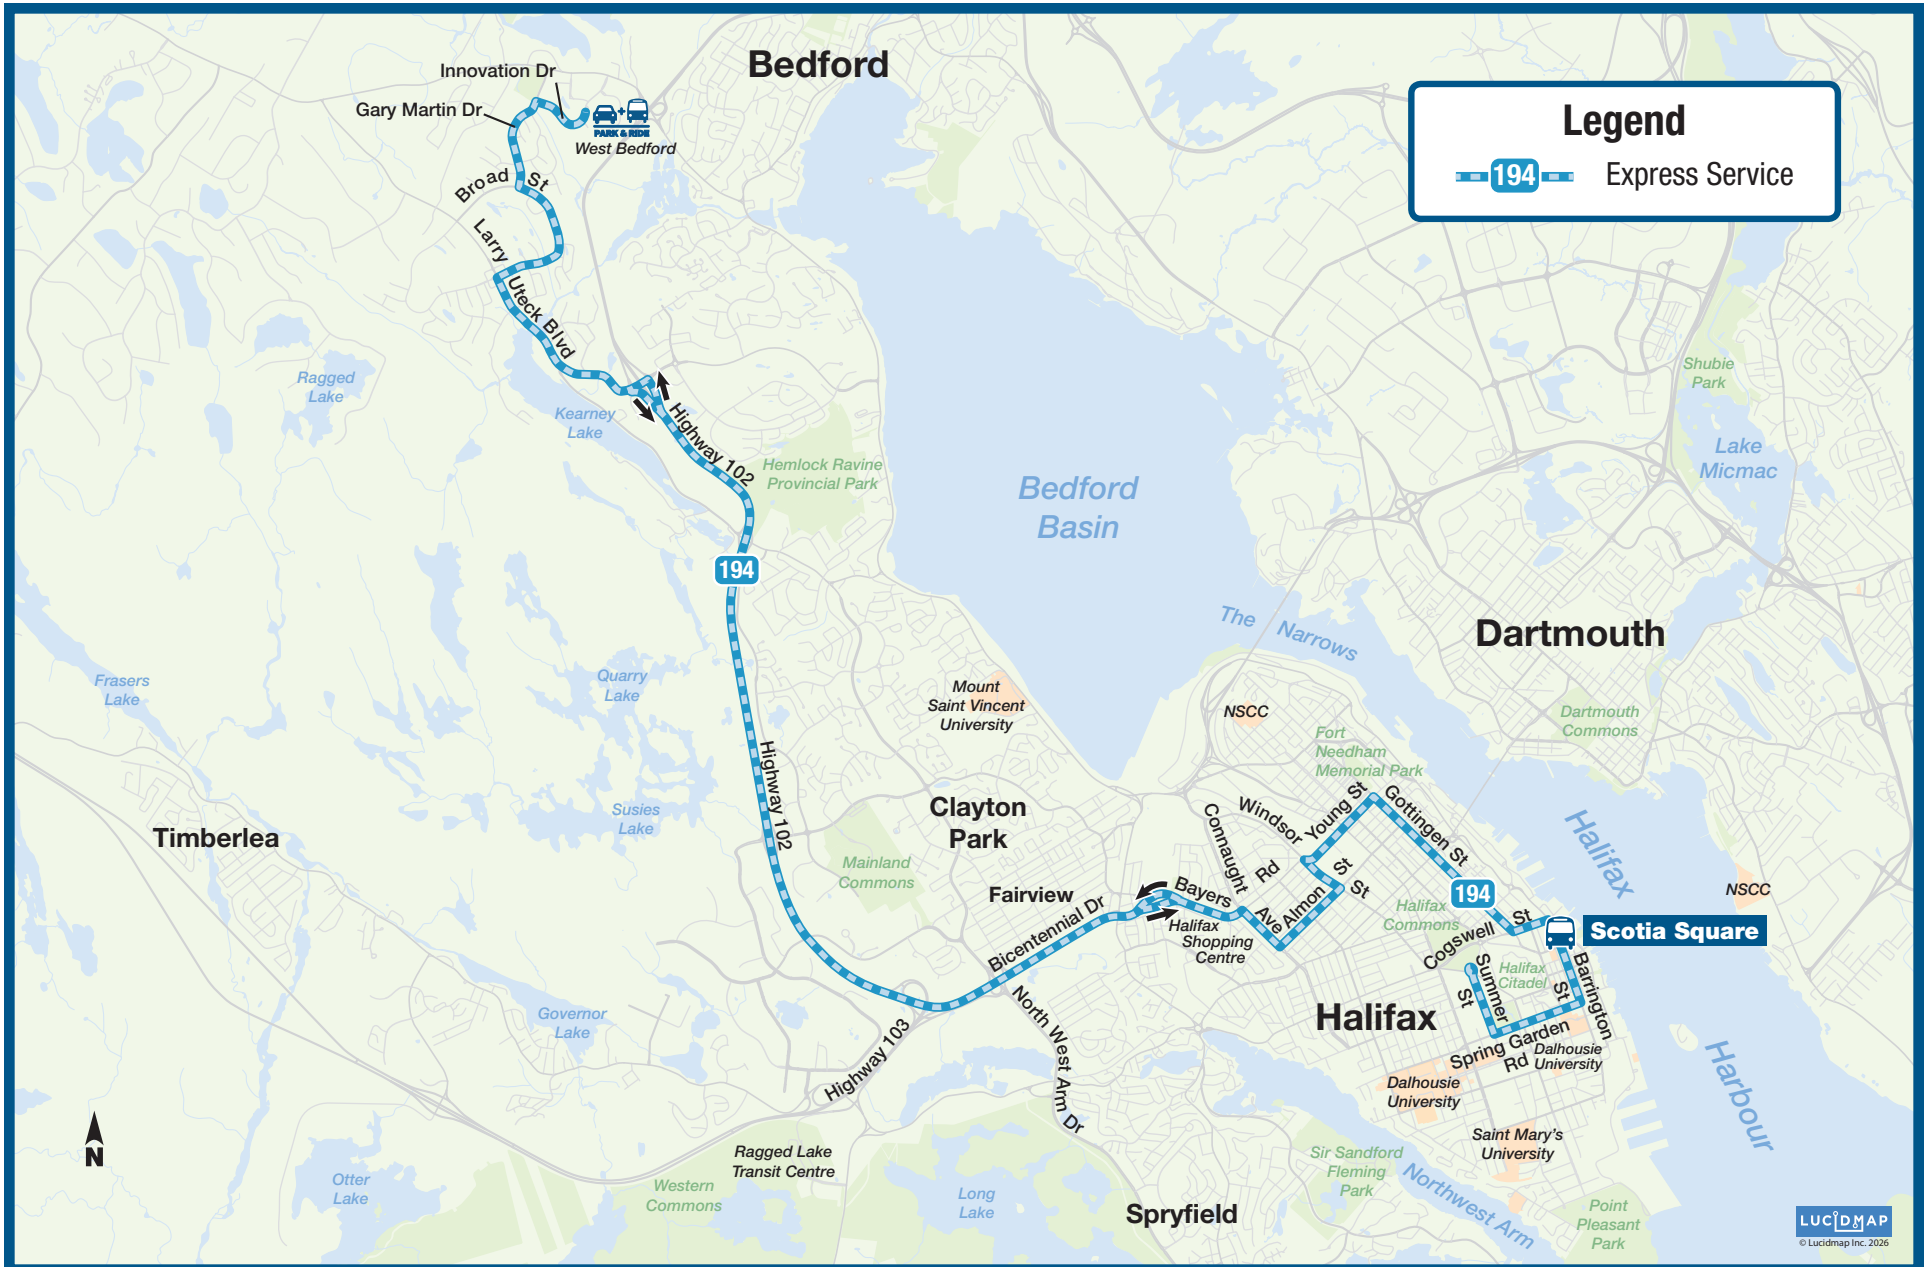 Bedford
Innovation Dr
Gary Martin Dr
PARK & RIDE
West Bedford
Legend
194
Express Service
Broad St
Larry Uteck Blvd
Ragged
Lake
Kearney
Lake
Highway 102
Hemlock Ravine
Provincial Park
Bedford
Basin
Shubie
Park
Lake
Micmac
194
The Narrows
Dartmouth
Frasers
Lake
Quarry
Lake
Mount
Saint Vincent
University
NSCC
Dartmouth
Commons
Fort
Needham
Memorial Park
Highway 102
Susies
Lake
Timberlea
Clayton
Park
Mainland
Commons
Fairview
Connaught Ave
Windsor St
Young St
Gottingen St
Bayers Rd
Almon St
194
Halifax
Commons
Halifax
Shopping
Centre
Bicentennial Dr
Cogswell St
Scotia Square
NSCC
Halifax
Harbour
Summer St
Halifax
Citadel
Barrington St
Halifax
Spring Garden Rd
Dalhousie
University
Dalhousie
University
Saint Mary's
University
Governor
Lake
Highway 103
North West Arm Dr
N
Otter
Lake
Ragged Lake
Transit Centre
Western
Commons
Long
Lake
Spryfield
Sir Sandford
Fleming
Park
Northwest Arm
Point
Pleasant
Park
LUCIDMAP
© Lucidmap Inc. 2026